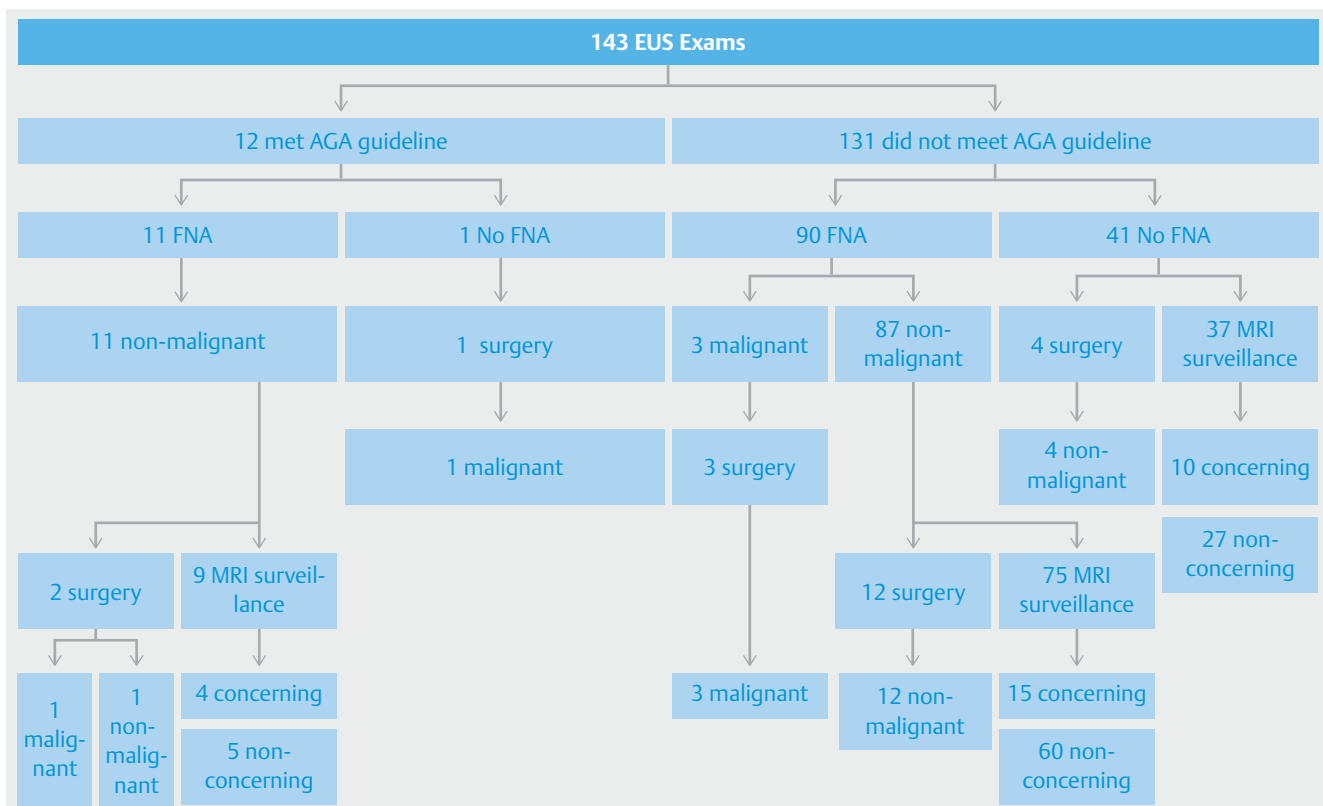 143 EUS Exams
12 met AGA guideline
131 did not meet AGA guideline
11 FNA
1 No FNA
90 FNA
41 No FNA
11 non-malignant
1 surgery
3 malignant
87 non-
malignant
4 surgery
37 MRI
surveillance
1 malignant
3 surgery
4 non-
malignant
10 concerning
27 non-
concerning
2 surgery
9 MRI surveil-
lance
12 surgery
75 MRI
surveillance
1
malig-
nant
1
non-
malig-
nant
4 concerning
5 non-
concerning
3 malignant
12 non-
malignant
15 concerning
60 non-
concerning